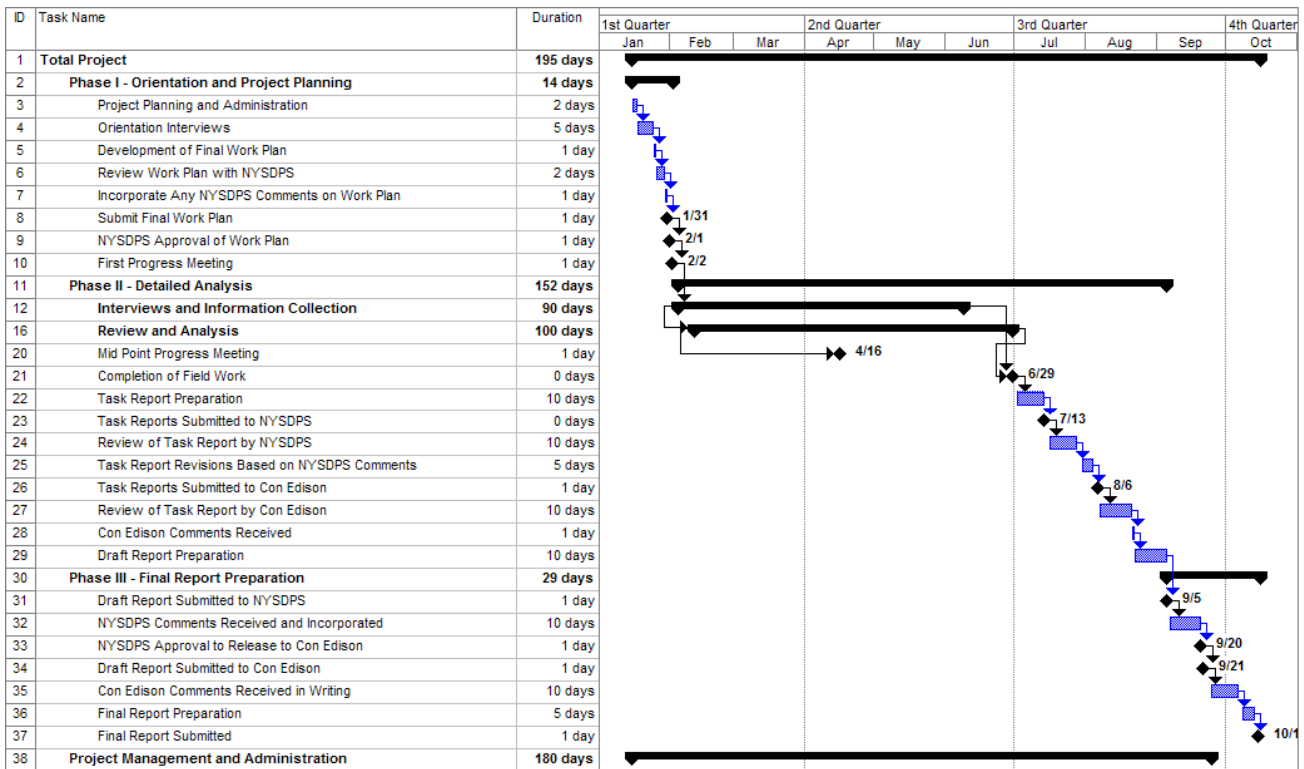 ID Task Name Duration 1st Quarter 2nd Quarter 3rd Quarter 4th Quarter
Jan Feb Mar Apr May Jun Jul Aug Sep Oct
1 Total Project 195 days
2 Phase I - Orientation and Project Planning 14 days
3 Project Planning and Administration 2 days
4 Orientation Interviews 5 days
5 Development of Final Work Plan 1 day
6 Review Work Plan with NYSDPS 2 days
7 Incorporate Any NYSDPS Comments on Work Plan 1 day
8 Submit Final Work Plan 1 day 1/31
9 NYSDPS Approval of Work Plan 1 day 2/1
10 First Progress Meeting 1 day 2/2
11 Phase II - Detailed Analysis 152 days
12 Interviews and Information Collection 90 days
16 Review and Analysis 100 days
20 Mid Point Progress Meeting 1 day 4/16
21 Completion of Field Work 0 days 6/29
22 Task Report Preparation 10 days
23 Task Reports Submitted to NYSDPS 0 days 7/13
24 Review of Task Report by NYSDPS 10 days
25 Task Report Revisions Based on NYSDPS Comments 5 days
26 Task Reports Submitted to Con Edison 1 day 8/6
27 Review of Task Report by Con Edison 10 days
28 Con Edison Comments Received 1 day
29 Draft Report Preparation 10 days
30 Phase III - Final Report Preparation 29 days
31 Draft Report Submitted to NYSDPS 1 day 9/5
32 NYSDPS Comments Received and Incorporated 10 days
33 NYSDPS Approval to Release to Con Edison 1 day 9/20
34 Draft Report Submitted to Con Edison 1 day 9/21
35 Con Edison Comments Received in Writing 10 days
36 Final Report Preparation 5 days
37 Final Report Submitted 1 day 10/1
38 Project Management and Administration 180 days